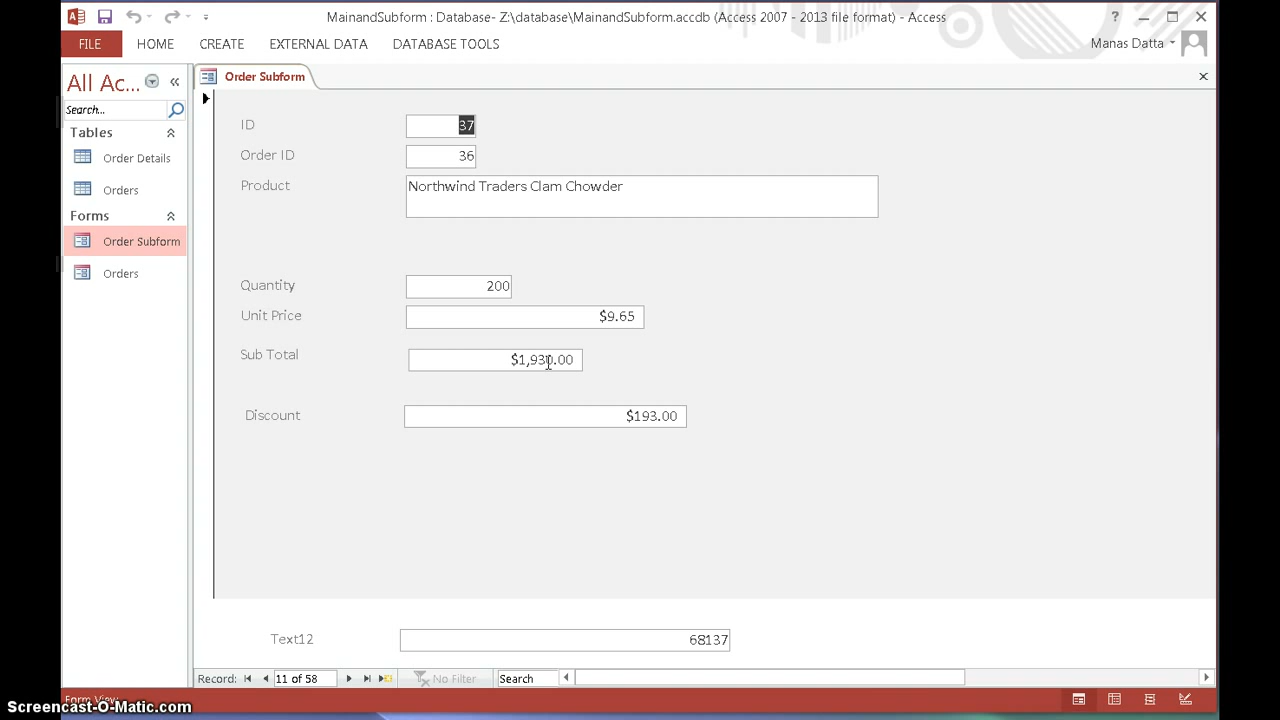 MainandSubform : Database- Z:\database\MainandSubform.accdb (Access 2007 - 2013 file format) - Access
?
FILE HOME CREATE EXTERNAL DATA DATABASE TOOLS Manas Datta
All Ac... «
Search...
Tables
Order Details
Orders
Forms
Order Subform
Orders
Order Subform
ID 37
Order ID 36
Product Northwind Traders Clam Chowder
Quantity 200
Unit Price $9.65
Sub Total $1,930.00
Discount $193.00
Text12 68137
Record: 11 of 58 No Filter Search
Form View
Screencast-O-Matic.com